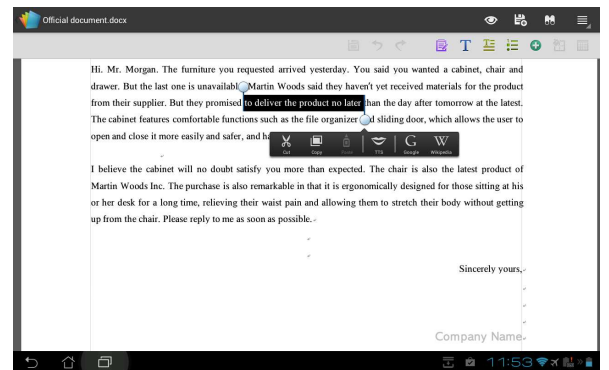 Official document.docx
Hi. Mr. Morgan. The furniture you requested arrived yesterday. You said you wanted a cabinet, chair and
drawer. But the last one is unavailabl Martin Woods said they haven't yet received materials for the product
from their supplier. But they promised to deliver the product no later than the day after tomorrow at the latest.
The cabinet features comfortable functions such as the file organizer d sliding door, which allows the user to
open and close it more easily and safer, and ha
Cut Copy Paste TTS Google Wikipedia
I believe the cabinet will no doubt satisfy you more than expected. The chair is also the latest product of
Martin Woods Inc. The purchase is also remarkable in that it is ergonomically designed for those sitting at his
or her desk for a long time, relieving their waist pain and allowing them to stretch their body without getting
up from the chair. Please reply to me as soon as possible.
Sincerely yours,
Company Name
11:53